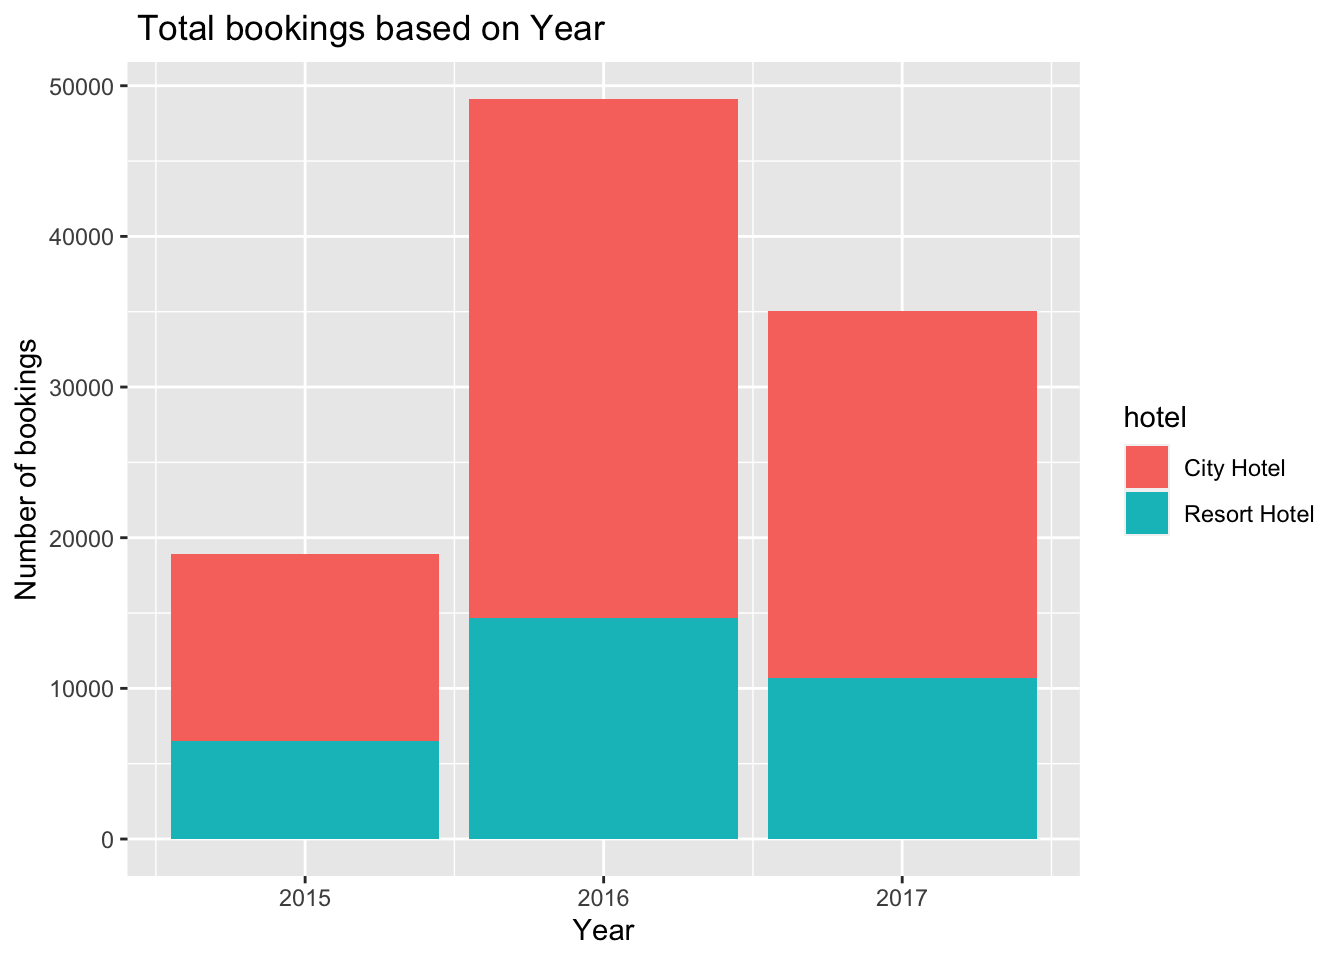 Total bookings based on Year
Number of bookings
50000
40000
30000
20000
10000
0
2015
2016
2017
Year
hotel
City Hotel
Resort Hotel